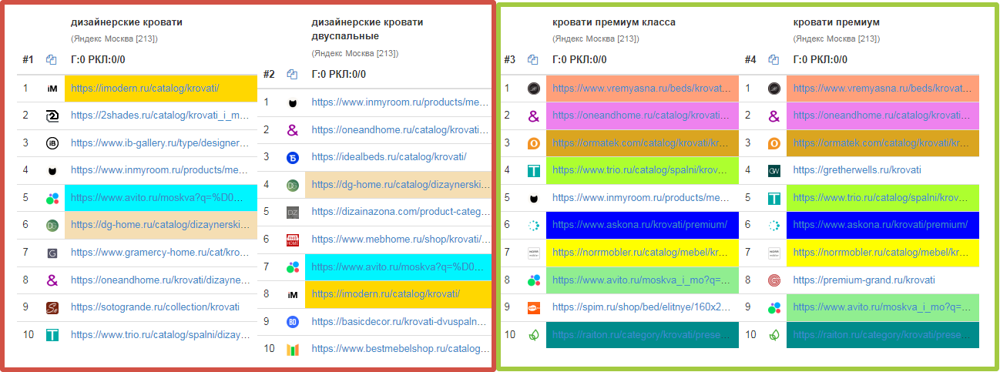 дизайнерские кровати
(Яндекс Москва [213])
#1 Г:0 РКЛ:0/0
1 iM https://imodern.ru/catalog/krovati/
2 https://2shades.ru/catalog/krovati_i_m...
3 iB https://www.ib-gallery.ru/type/designer...
4 https://www.inmyroom.ru/products/me...
5 https://www.avito.ru/moskva?q=%D0...
6 DG https://dg-home.ru/catalog/dizaynerski...
7 G https://www.gramercy-home.ru/cat/kro...
8 & https://oneandhome.ru/krovati/dizayne...
9 https://sotogrande.ru/collection/krovati
10 T https://www.trio.ru/catalog/spalni/dizay...
дизайнерские кровати
двуспальные
(Яндекс Москва [213])
#2 Г:0 РКЛ:0/0
1 https://www.inmyroom.ru/products/me...
2 & https://oneandhome.ru/catalog/krovati...
3 Б https://idealbeds.ru/catalog/krovati/
4 DG https://dg-home.ru/catalog/dizaynerski...
5 DZ https://dizainazona.com/product-categ...
6 HOME https://www.mebhome.ru/shop/krovati/...
7 https://www.avito.ru/moskva?q=%D0...
8 iM https://imodern.ru/catalog/krovati/
9 BD https://basicdecor.ru/krovati-dvuspaln...
10 https://www.bestmebelshop.ru/catalog...
кровати премиум класса
(Яндекс Москва [213])
#3 Г:0 РКЛ:0/0
1 https://www.vremyasna.ru/beds/krovat...
2 & https://oneandhome.ru/catalog/krovati...
3 O https://ormatek.com/catalog/krovati/kr...
4 T https://www.trio.ru/catalog/spalni/krov...
5 https://www.inmyroom.ru/products/me...
6 https://www.askona.ru/krovati/premium/
7 https://norrmobler.ru/catalog/mebel/kr...
8 https://www.avito.ru/moskva_i_mo?q=...
9 https://spim.ru/shop/bed/elitnye/160x2...
10 https://raiton.ru/category/krovati/prese...
кровати премиум
(Яндекс Москва [213])
#4 Г:0 РКЛ:0/0
1 https://www.vremyasna.ru/beds/krovat...
2 & https://oneandhome.ru/catalog/krovati...
3 O https://ormatek.com/catalog/krovati/kr...
4 GW https://gretherwells.ru/krovati
5 T https://www.trio.ru/catalog/spalni/krov...
6 https://www.askona.ru/krovati/premium/
7 https://norrmobler.ru/catalog/mebel/kr...
8 https://premium-grand.ru/krovati
9 https://www.avito.ru/moskva_i_mo?q=...
10 https://raiton.ru/category/krovati/prese...